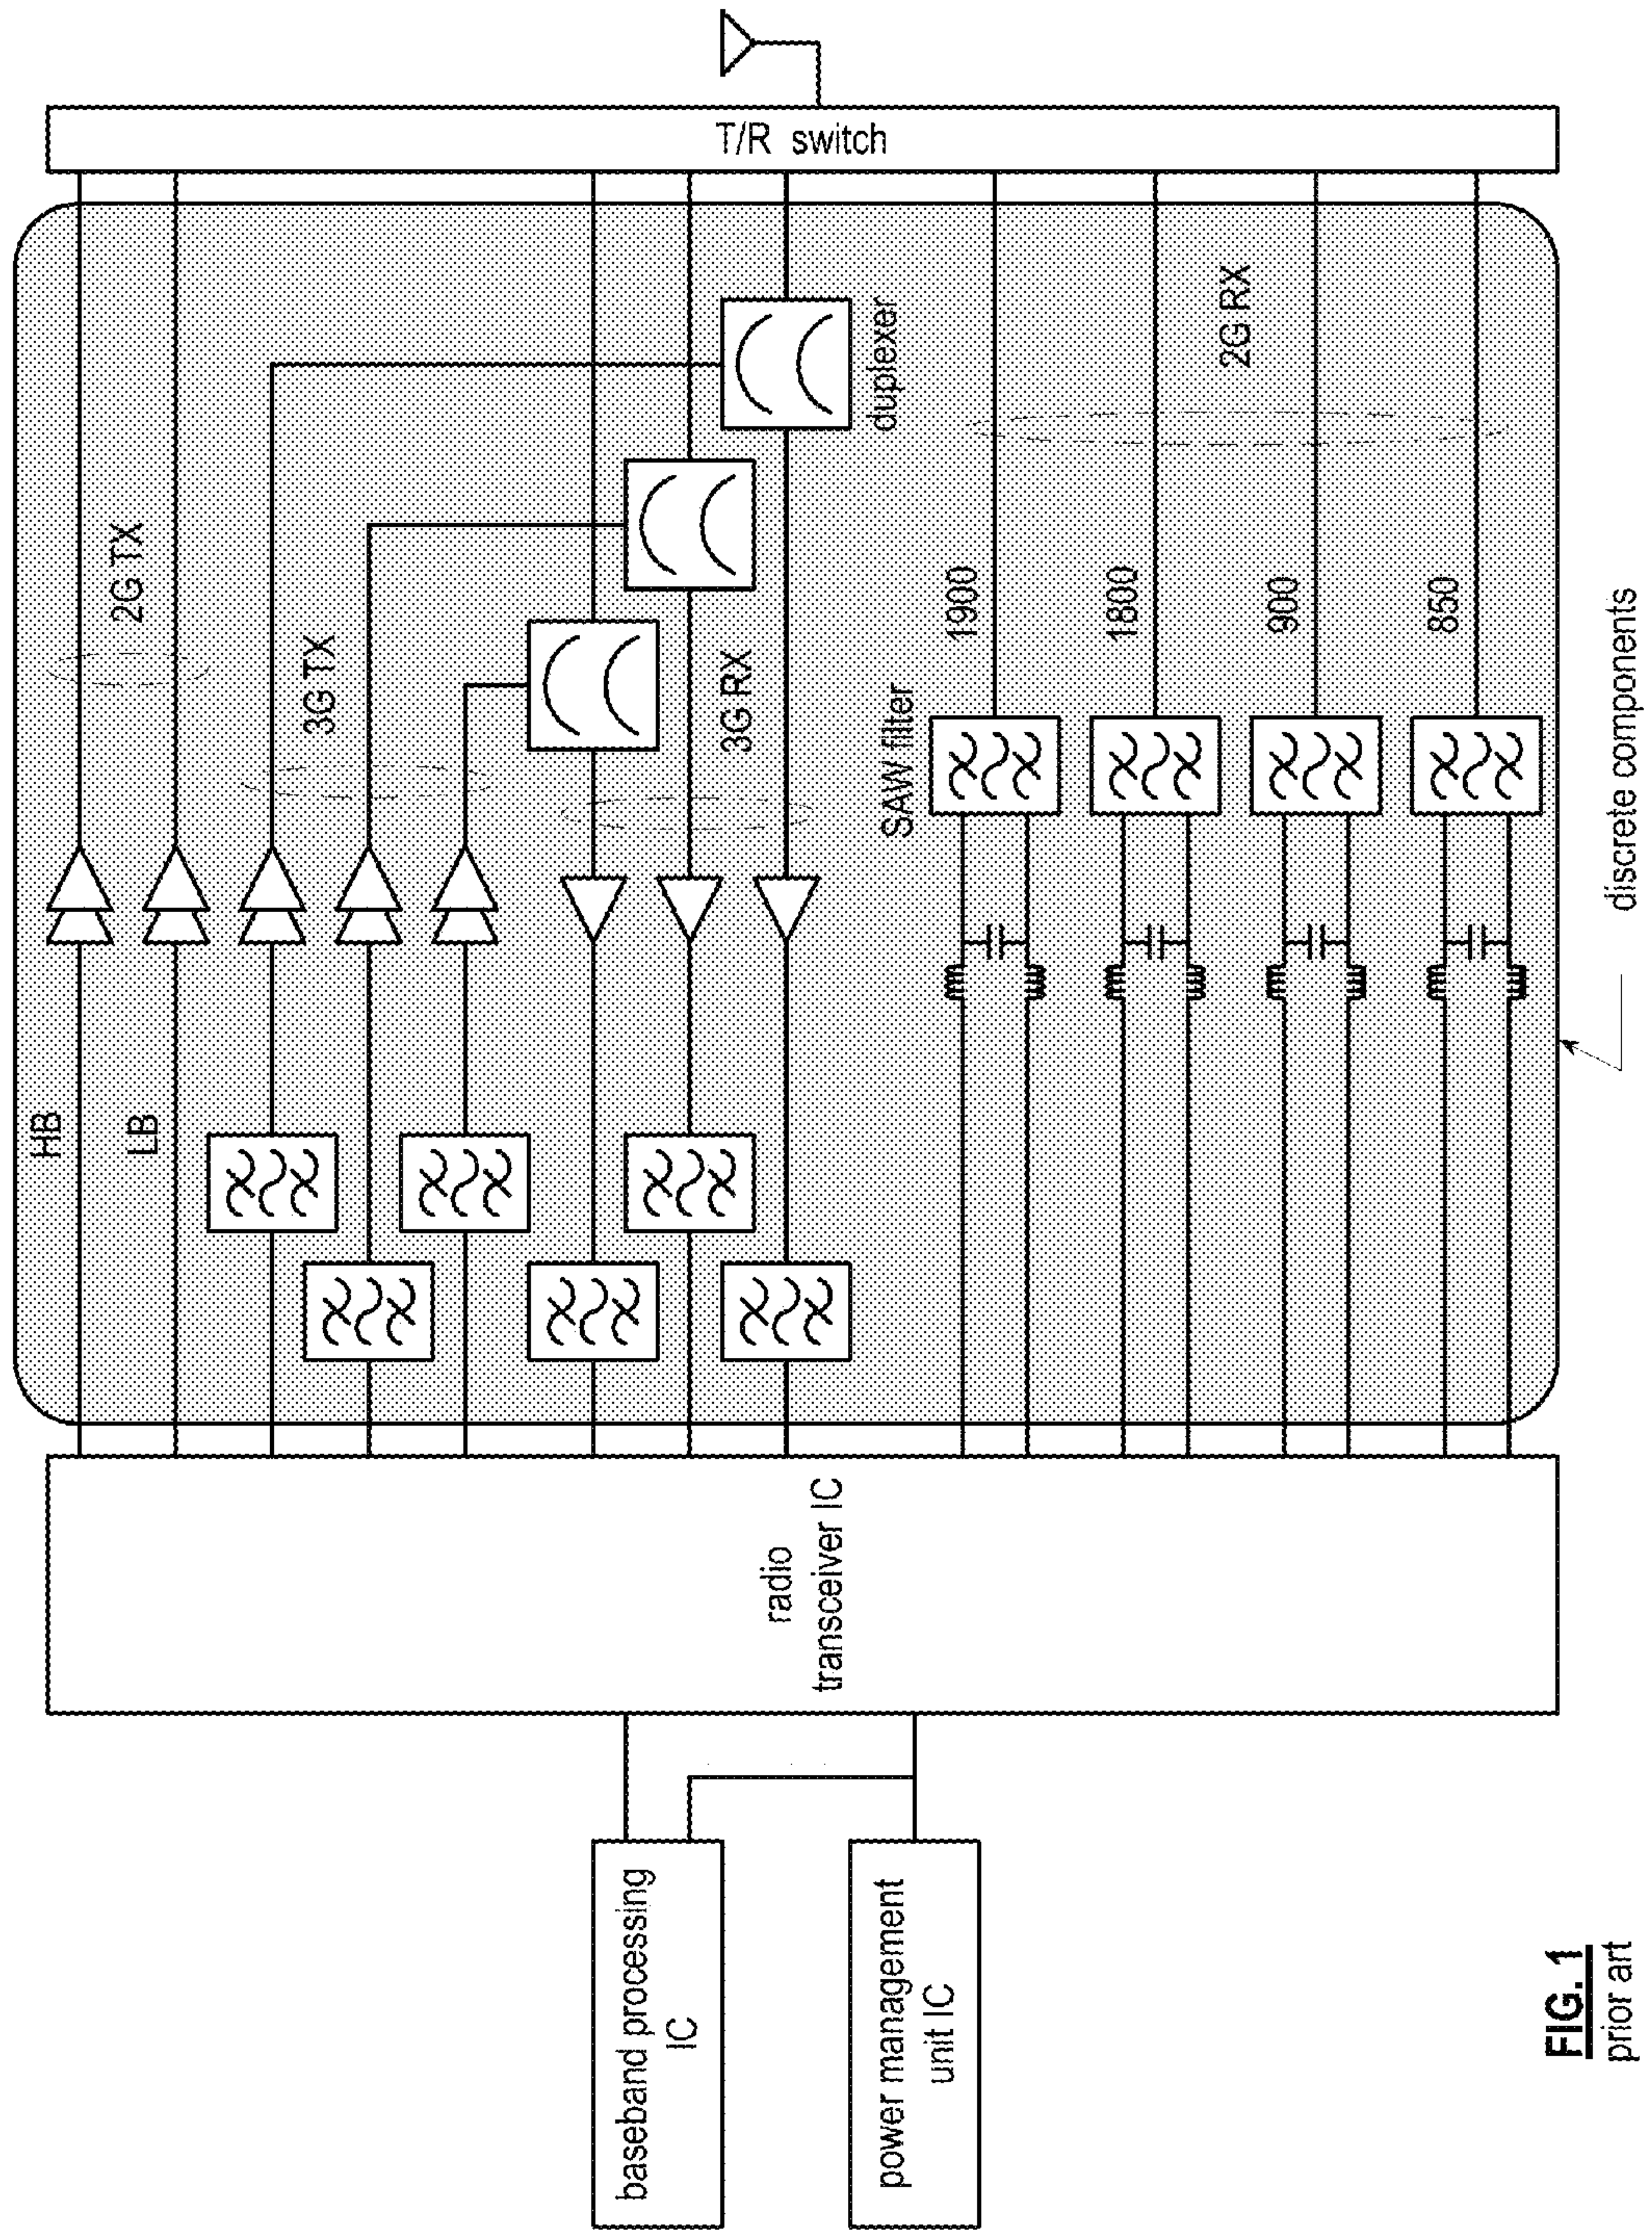 HB
LB
2G TX
3G TX
3G RX
duplexer
SAW filter
1900
1800
900
850
2G RX
T/R switch
radio
transceiver IC
baseband processing
IC
power management
unit IC
discrete components
FIG. 1
prior art